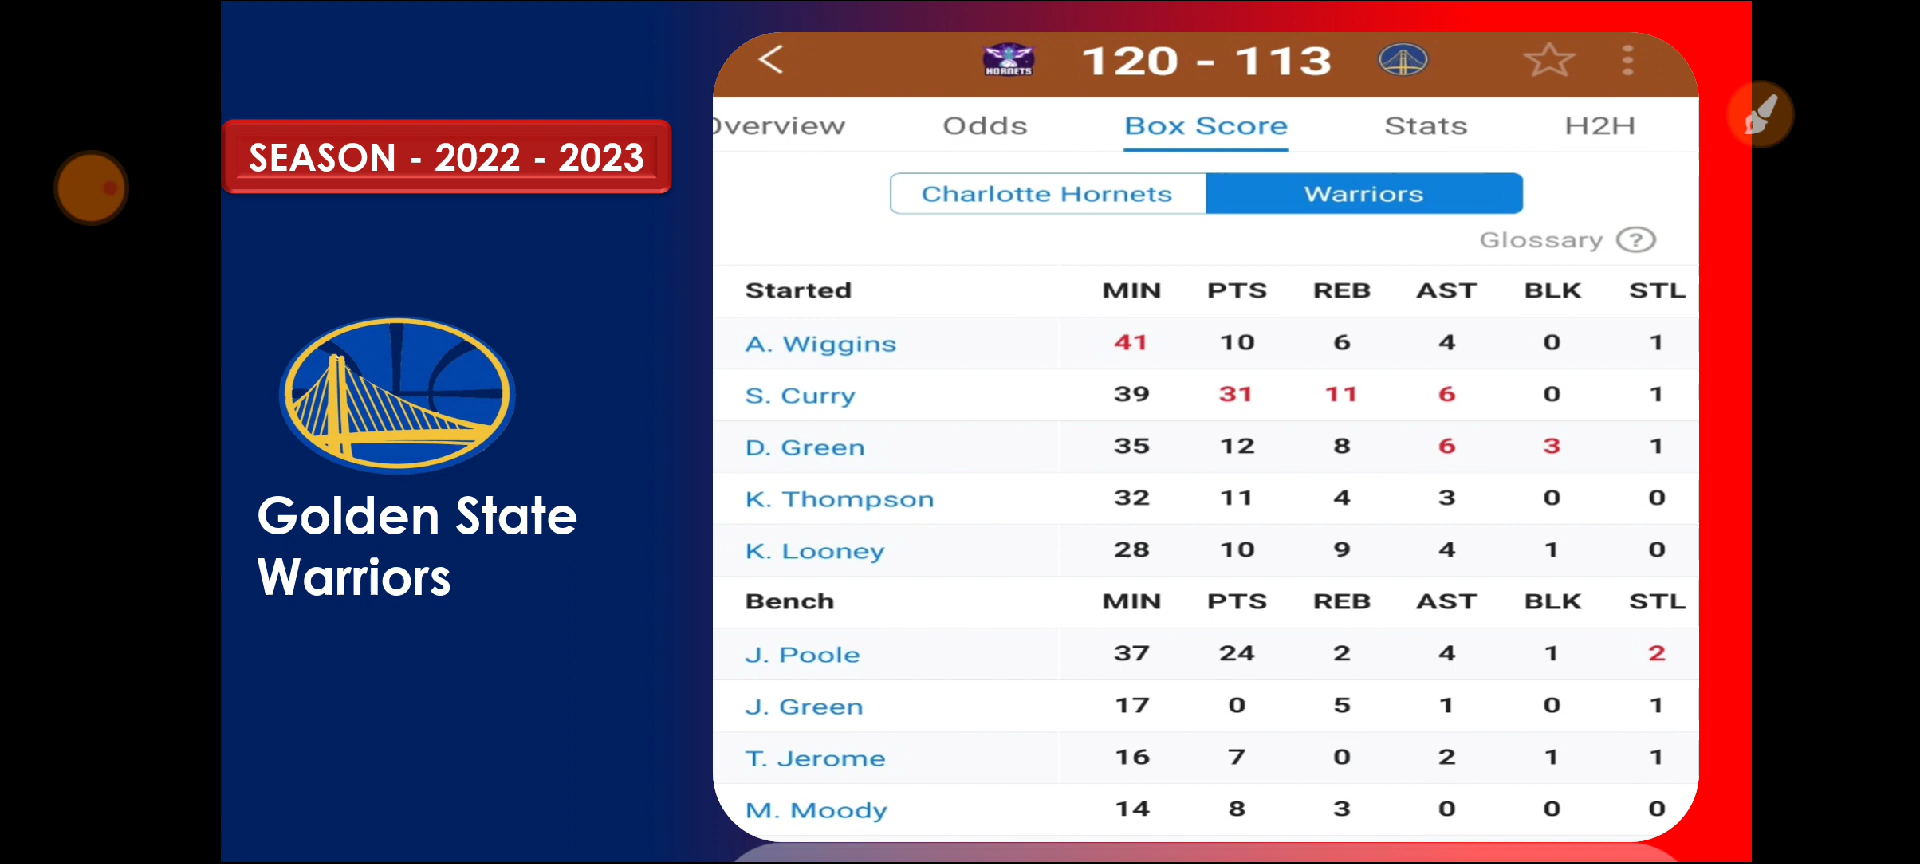 HORNETS 120 - 113
Overview Odds Box Score Stats H2H
SEASON - 2022 - 2023
Charlotte Hornets Warriors
Glossary ?
Started MIN PTS REB AST BLK STL
A. Wiggins 41 10 6 4 0 1
S. Curry 39 31 11 6 0 1
D. Green 35 12 8 6 3 1
K. Thompson 32 11 4 3 0 0
K. Looney 28 10 9 4 1 0
Golden State
Warriors
Bench MIN PTS REB AST BLK STL
J. Poole 37 24 2 4 1 2
J. Green 17 0 5 1 0 1
T. Jerome 16 7 0 2 1 1
M. Moody 14 8 3 0 0 0